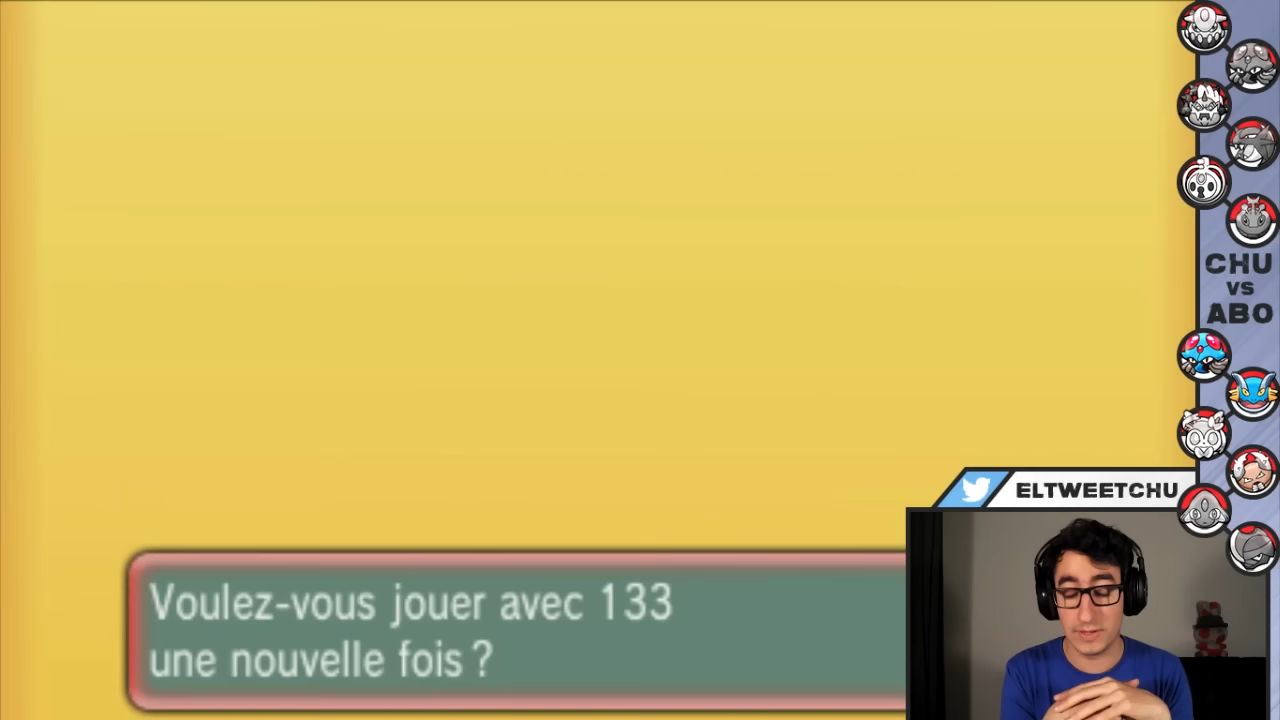 CHU
VS
ABO
ELTWEETCHU
Voulez-vous jouer avec 133
une nouvelle fois ?